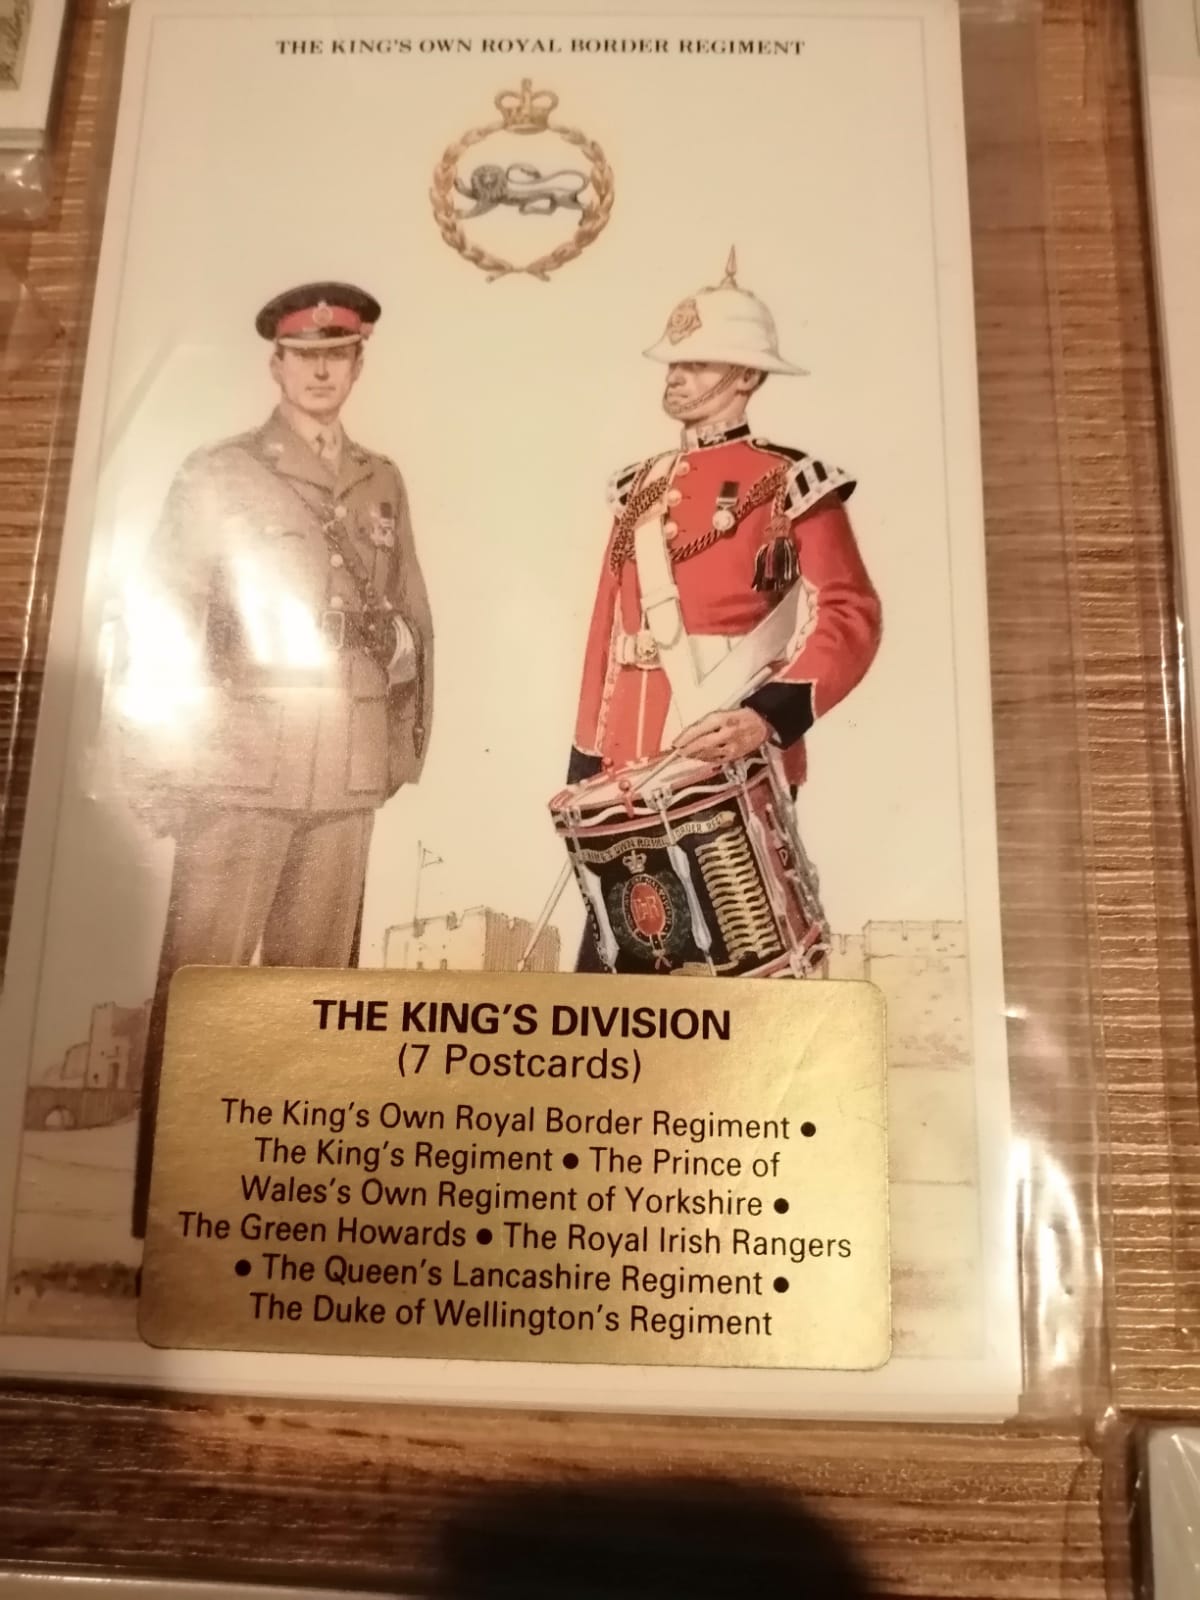 THE KING'S OWN ROYAL BORDER REGIMENT
THE KING'S DIVISION
(7 Postcards)
The King's Own Royal Border Regiment ●
The King's Regiment ● The Prince of
Wales's Own Regiment of Yorkshire ●
The Green Howards ● The Royal Irish Rangers
● The Queen's Lancashire Regiment ●
The Duke of Wellington's Regiment